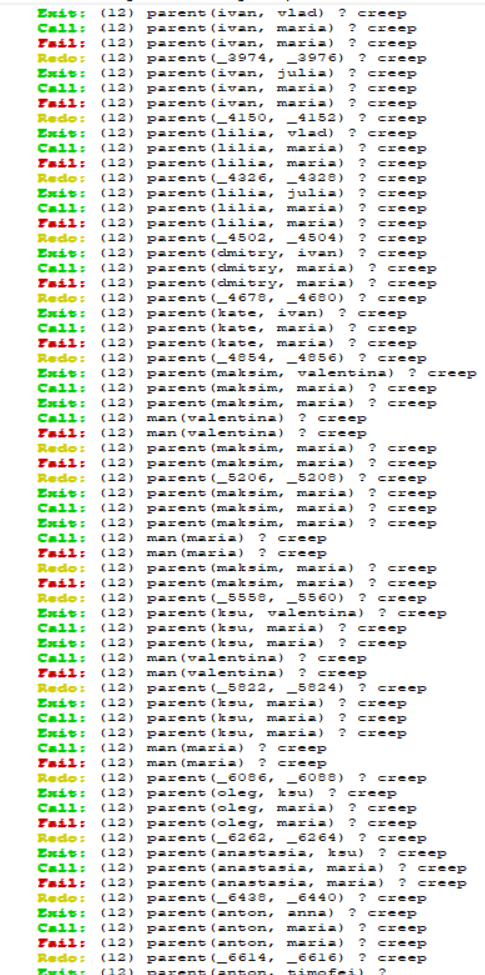 Exit: (12) parent(ivan, vlad) ? creep
Call: (12) parent(ivan, maria) ? creep
Fail: (12) parent(ivan, maria) ? creep
Redo: (12) parent(_3974, _3976) ? creep
Exit: (12) parent(ivan, julia) ? creep
Call: (12) parent(ivan, maria) ? creep
Fail: (12) parent(ivan, maria) ? creep
Redo: (12) parent(_4150, _4152) ? creep
Exit: (12) parent(lilia, vlad) ? creep
Call: (12) parent(lilia, maria) ? creep
Fail: (12) parent(lilia, maria) ? creep
Redo: (12) parent(_4326, _4328) ? creep
Exit: (12) parent(lilia, julia) ? creep
Call: (12) parent(lilia, maria) ? creep
Fail: (12) parent(lilia, maria) ? creep
Redo: (12) parent(_4502, _4504) ? creep
Exit: (12) parent(dmitry, ivan) ? creep
Call: (12) parent(dmitry, maria) ? creep
Fail: (12) parent(dmitry, maria) ? creep
Redo: (12) parent(_4678, _4680) ? creep
Exit: (12) parent(kate, ivan) ? creep
Call: (12) parent(kate, maria) ? creep
Fail: (12) parent(kate, maria) ? creep
Redo: (12) parent(_4854, _4856) ? creep
Exit: (12) parent(maksim, valentina) ? creep
Call: (12) parent(maksim, maria) ? creep
Exit: (12) parent(maksim, maria) ? creep
Call: (12) man(valentina) ? creep
Fail: (12) man(valentina) ? creep
Redo: (12) parent(maksim, maria) ? creep
Fail: (12) parent(maksim, maria) ? creep
Redo: (12) parent(_5206, _5208) ? creep
Exit: (12) parent(maksim, maria) ? creep
Call: (12) parent(maksim, maria) ? creep
Exit: (12) parent(maksim, maria) ? creep
Call: (12) man(maria) ? creep
Fail: (12) man(maria) ? creep
Redo: (12) parent(maksim, maria) ? creep
Fail: (12) parent(maksim, maria) ? creep
Redo: (12) parent(_5558, _5560) ? creep
Exit: (12) parent(ksu, valentina) ? creep
Call: (12) parent(ksu, maria) ? creep
Exit: (12) parent(ksu, maria) ? creep
Call: (12) man(valentina) ? creep
Fail: (12) man(valentina) ? creep
Redo: (12) parent(_5822, _5824) ? creep
Exit: (12) parent(ksu, maria) ? creep
Call: (12) parent(ksu, maria) ? creep
Exit: (12) parent(ksu, maria) ? creep
Call: (12) man(maria) ? creep
Fail: (12) man(maria) ? creep
Redo: (12) parent(_6086, _6088) ? creep
Exit: (12) parent(oleg, ksu) ? creep
Call: (12) parent(oleg, maria) ? creep
Fail: (12) parent(oleg, maria) ? creep
Redo: (12) parent(_6262, _6264) ? creep
Exit: (12) parent(anastasia, ksu) ? creep
Call: (12) parent(anastasia, maria) ? creep
Fail: (12) parent(anastasia, maria) ? creep
Redo: (12) parent(_6438, _6440) ? creep
Exit: (12) parent(anton, anna) ? creep
Call: (12) parent(anton, maria) ? creep
Fail: (12) parent(anton, maria) ? creep
Redo: (12) parent(_6614, _6616) ? creep
Exit: (12) parent(anton, timofei) ?